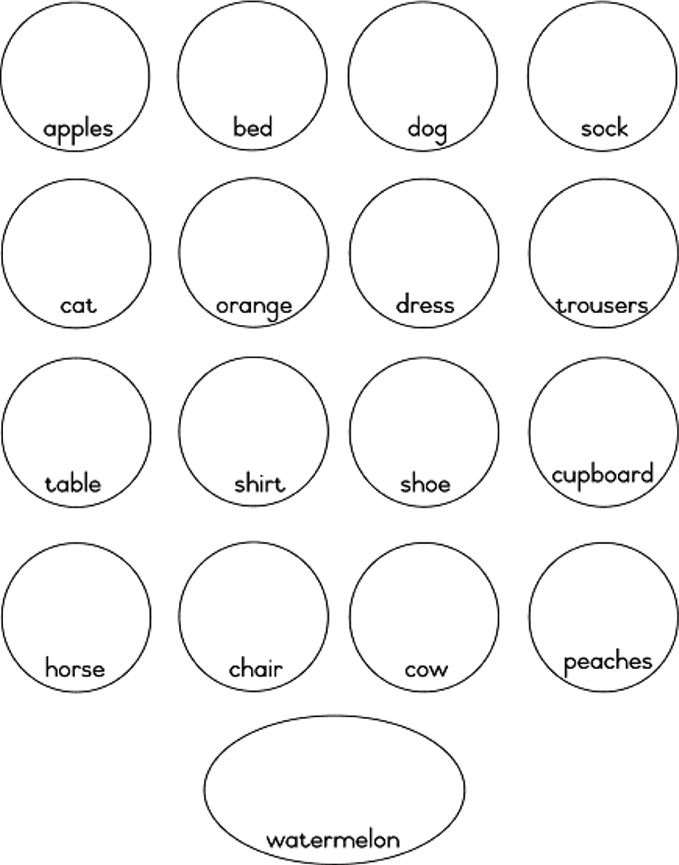 apples bed dog sock
cat orange dress trousers
table shirt shoe cupboard
horse chair cow peaches
watermelon